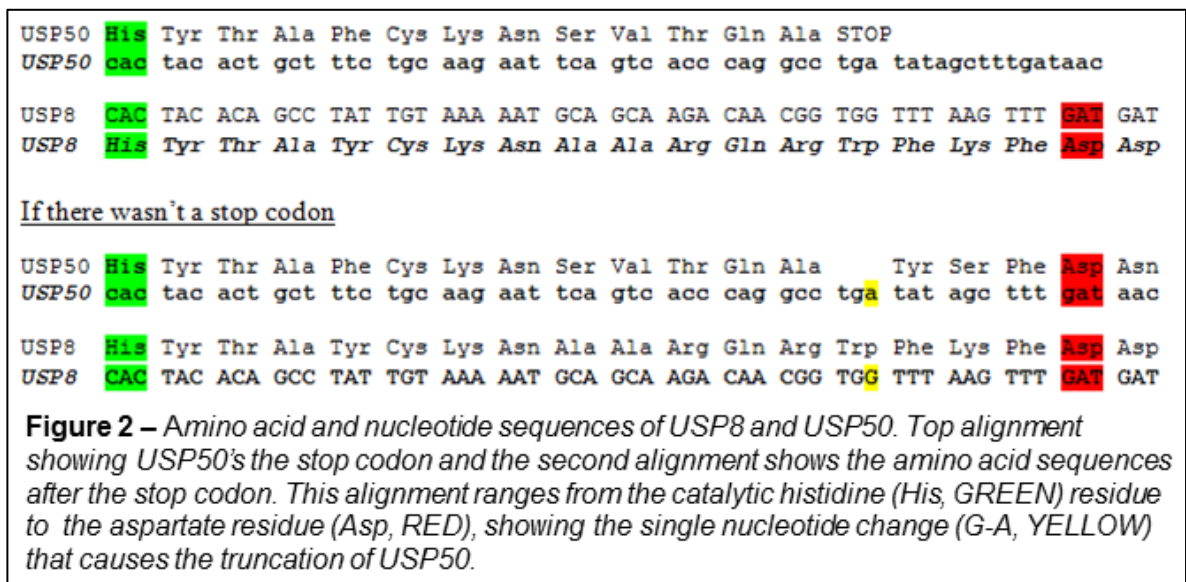 USP50 His Tyr Thr Ala Phe Cys Lys Asn Ser Val Thr Gln Ala STOP
USP50 cac tac act gct ttc tgc aag aat tca gtc acc cag gcc tga tatagctttgataac
USP8 CAC TAC ACA GCC TAT TGT AAA AAT GCA GCA AGA CAA CGG TGG TTT AAG TTT GAT GAT
USP8 His Tyr Thr Ala Tyr Cys Lys Asn Ala Ala Arg Gln Arg Trp Phe Lys Phe Asp Asp
If there wasn't a stop codon
USP50 His Tyr Thr Ala Phe Cys Lys Asn Ser Val Thr Gln Ala Tyr Ser Phe Asp Asn
USP50 cac tac act gct ttc tgc aag aat tca gtc acc cag gcc tga tat agc ttt gat aac
USP8 His Tyr Thr Ala Tyr Cys Lys Asn Ala Ala Arg Gln Arg Trp Phe Lys Phe Asp Asp
USP8 CAC TAC ACA GCC TAT TGT AAA AAT GCA GCA AGA CAA CGG TGG TTT AAG TTT GAT GAT
Figure 2 – Amino acid and nucleotide sequences of USP8 and USP50. Top alignment
showing USP50's the stop codon and the second alignment shows the amino acid sequences
after the stop codon. This alignment ranges from the catalytic histidine (His, GREEN) residue
to the aspartate residue (Asp, RED), showing the single nucleotide change (G-A, YELLOW)
that causes the truncation of USP50.